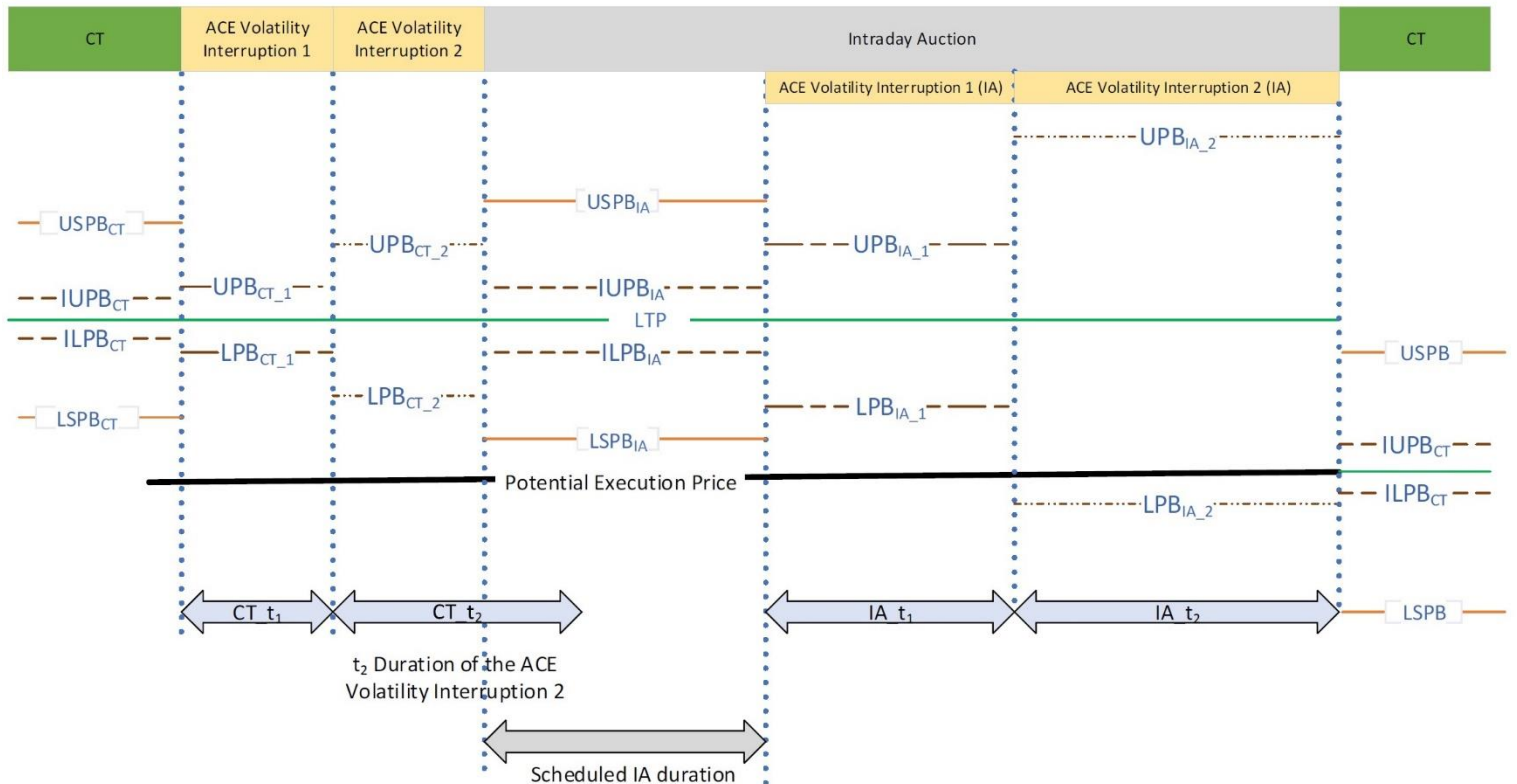 CT
ACE Volatility
Interruption 1
ACE Volatility
Interruption 2
Intraday Auction
CT
ACE Volatility Interruption 1 (IA)
ACE Volatility Interruption 2 (IA)
UPB_IA_2
USPB_IA
USPB_CT
UPB_CT_2
UPB_IA_1
UPB_CT_1
IUPB_IA
IUPB_CT
LTP
ILPB_CT
LPB_CT_1
ILPB_IA
USPB
LPB_CT_2
LPB_IA_1
LSPB_CT
LSPB_IA
IUPB_CT
Potential Execution Price
ILPB_CT
LPB_IA_2
CT_t₁
CT_t₂
IA_t₁
IA_t₂
LSPB
t₂ Duration of the ACE
Volatility Interruption 2
Scheduled IA duration